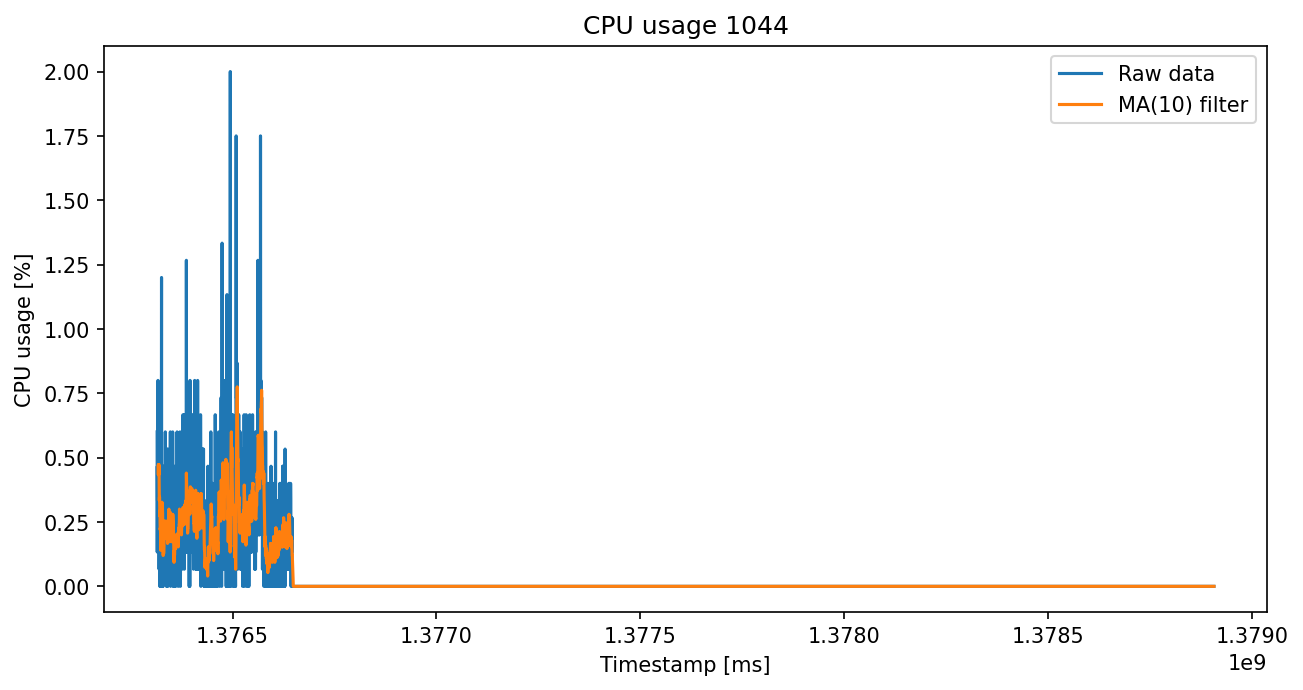 CPU usage 1044
Raw data
MA(10) filter
CPU usage [%]
2.00
1.75
1.50
1.25
1.00
0.75
0.50
0.25
0.00
1.3765 1.3770 1.3775 1.3780 1.3785 1.3790
1e9
Timestamp [ms]